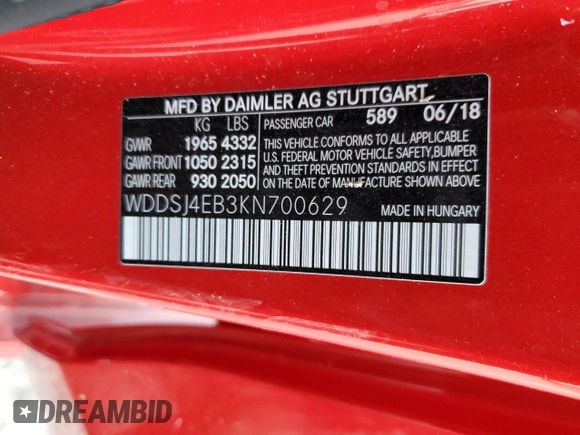 MFD BY DAIMLER AG STUTTGART
KG LBS PASSENGER CAR 589 06/18
GVWR 1965 4332 THIS VEHICLE CONFORMS TO ALL APPLICABLE
GAWR FRONT 1050 2315 U.S. FEDERAL MOTOR VEHICLE SAFETY, BUMPER
GAWR REAR 930 2050 AND THEFT PREVENTION STANDARDS IN EFFECT
ON THE DATE OF MANUFACTURE SHOWN ABOVE.
WDDSJ4EB3KN700629 MADE IN HUNGARY
DREAMBID